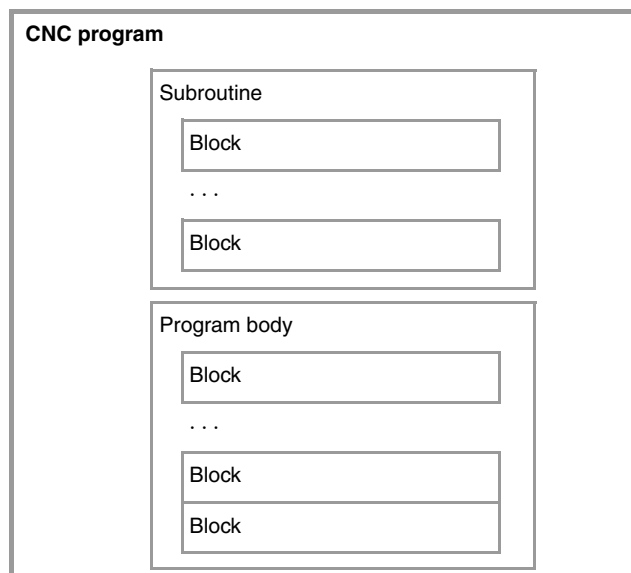 CNC program
Subroutine
Block
. . .
Block
Program body
Block
. . .
Block
Block